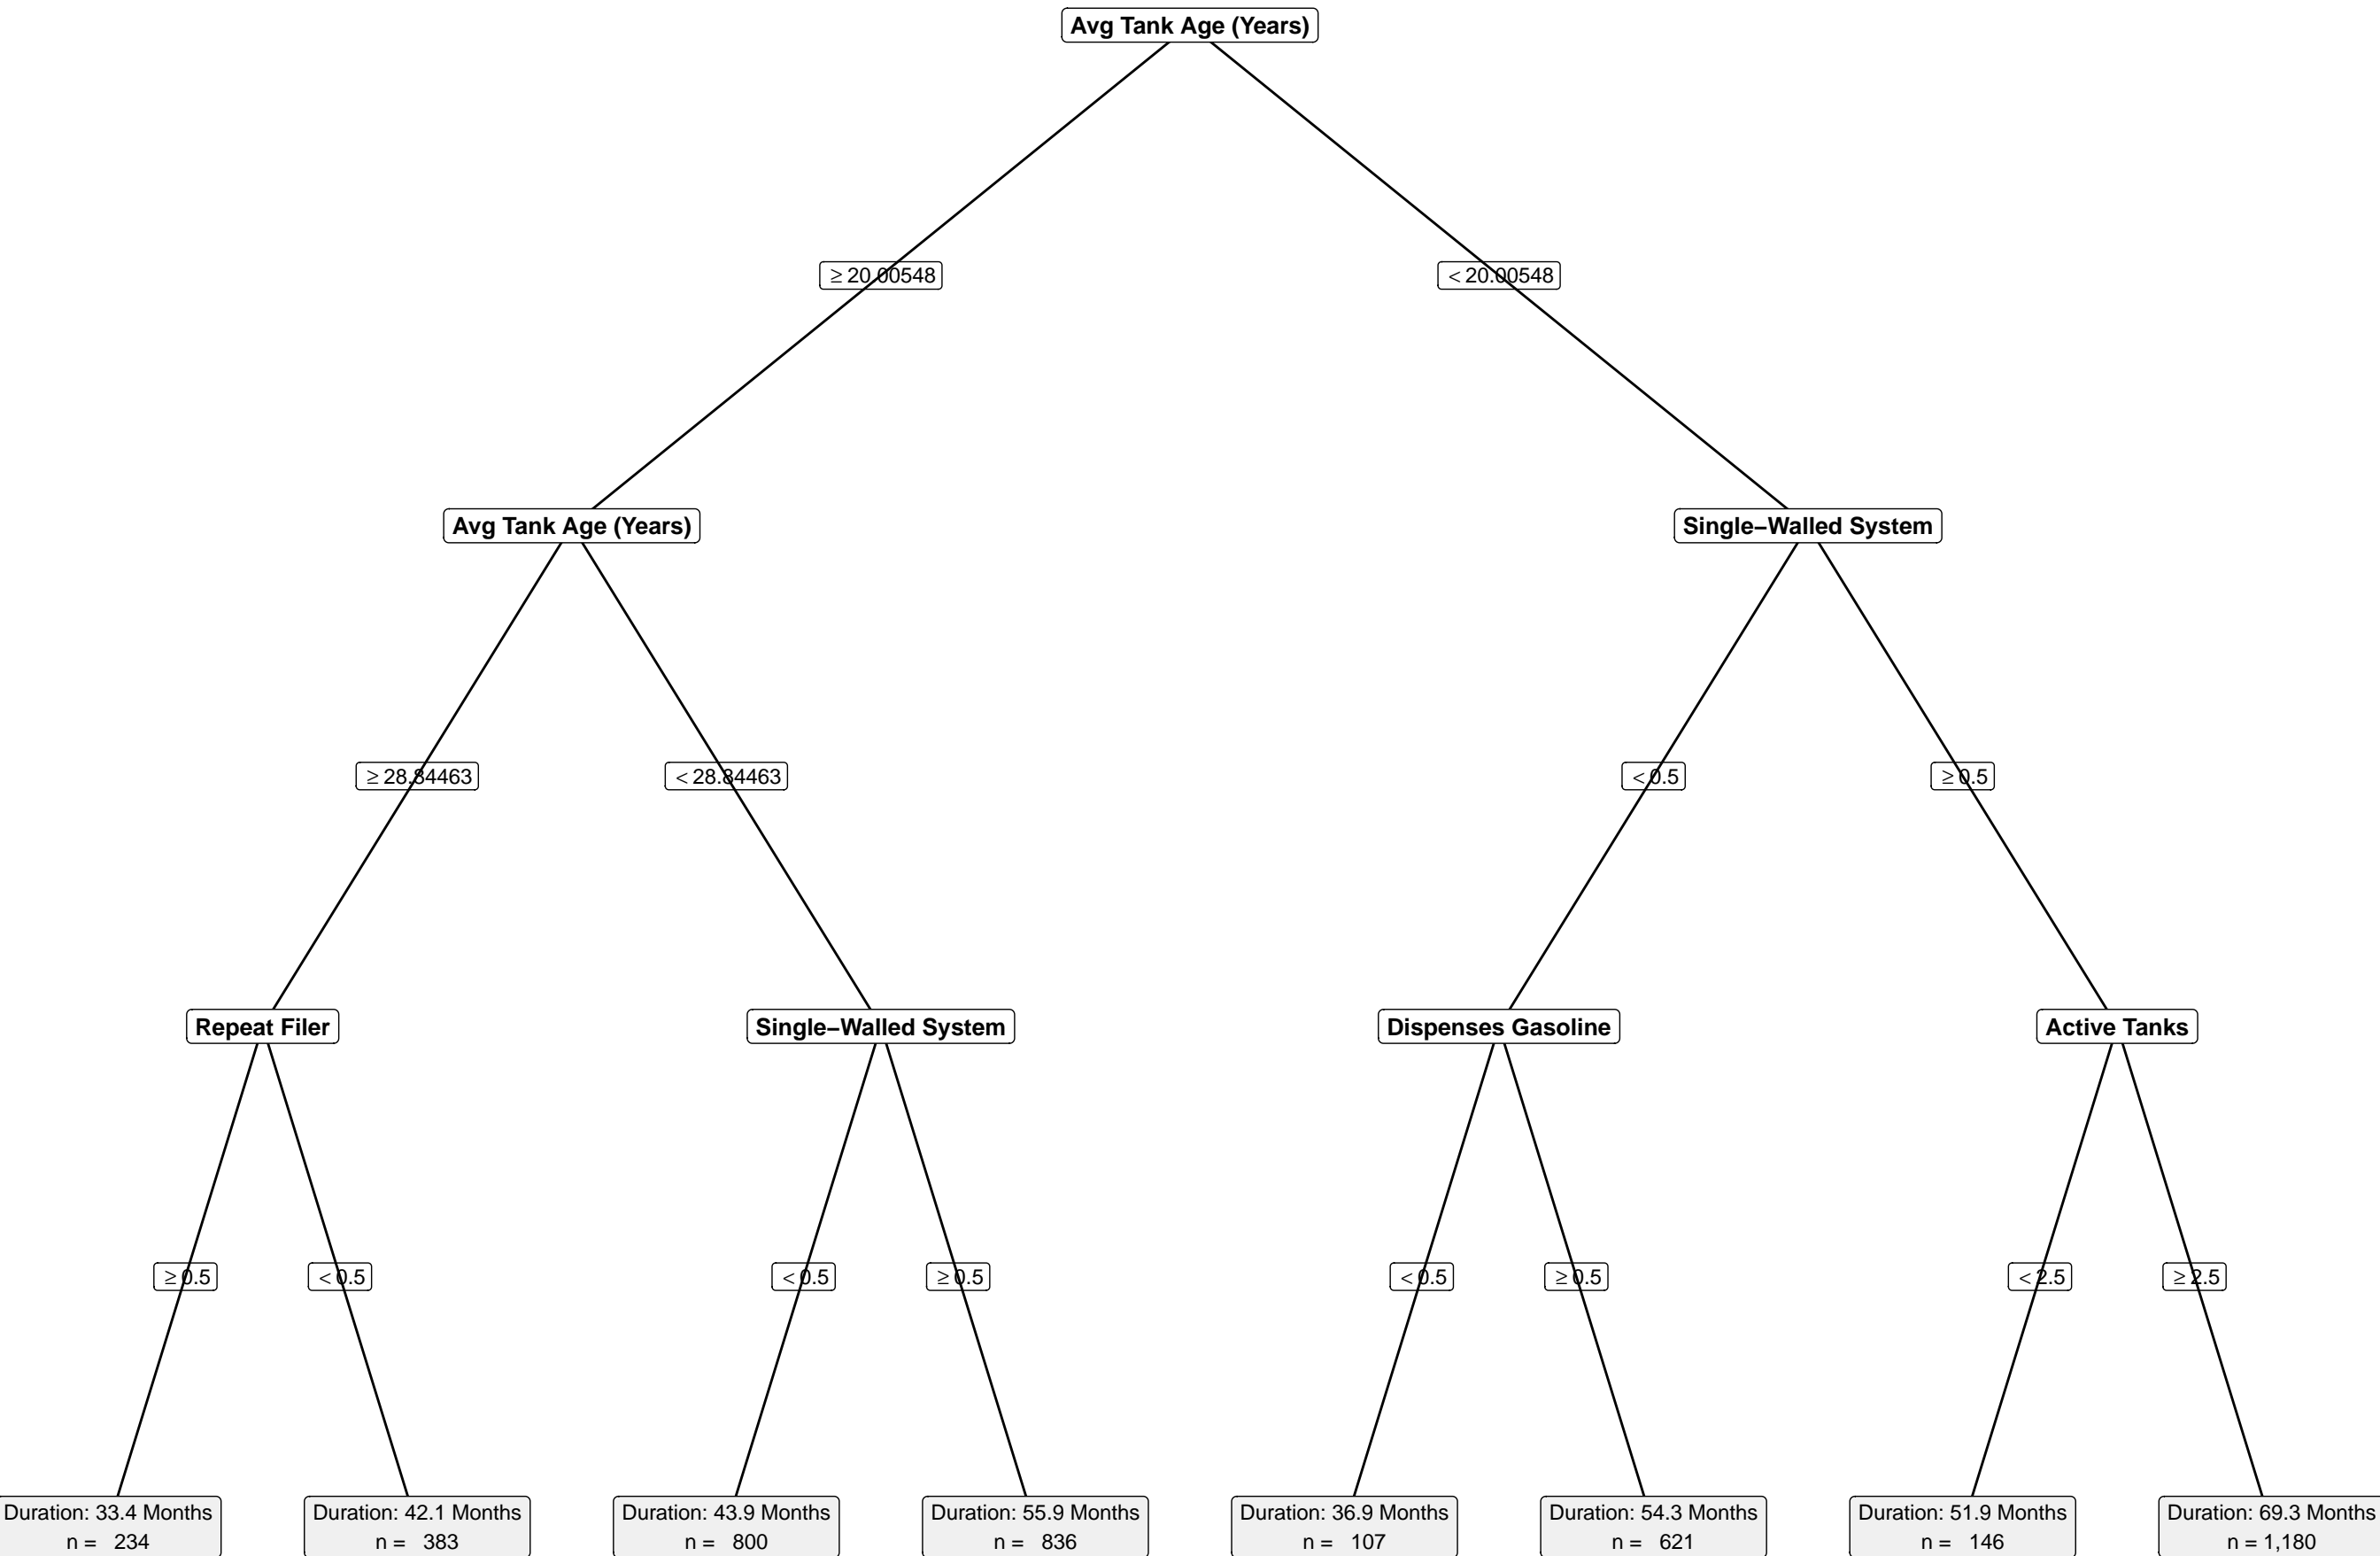 Avg Tank Age (Years)
≥ 20.00548
< 20.00548
Avg Tank Age (Years)
Single−Walled System
≥ 28.84463
< 28.84463
< 0.5
≥ 0.5
Repeat Filer
Single−Walled System
Dispenses Gasoline
Active Tanks
≥ 0.5
< 0.5
< 0.5
≥ 0.5
< 0.5
≥ 0.5
< 2.5
≥ 2.5
Duration: 33.4 Months
n = 234
Duration: 42.1 Months
n = 383
Duration: 43.9 Months
n = 800
Duration: 55.9 Months
n = 836
Duration: 36.9 Months
n = 107
Duration: 54.3 Months
n = 621
Duration: 51.9 Months
n = 146
Duration: 69.3 Months
n = 1,180